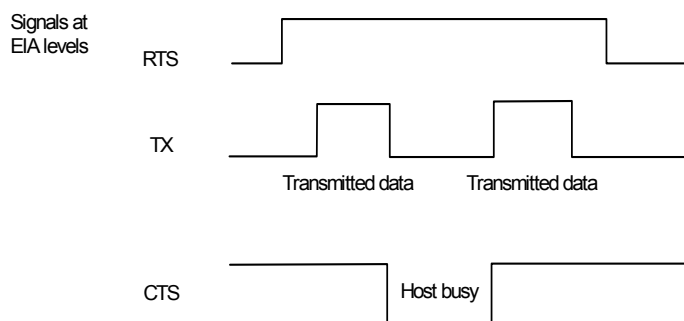 Signals at
EIA levels
RTS
TX
Transmitted data
Transmitted data
CTS
Host busy